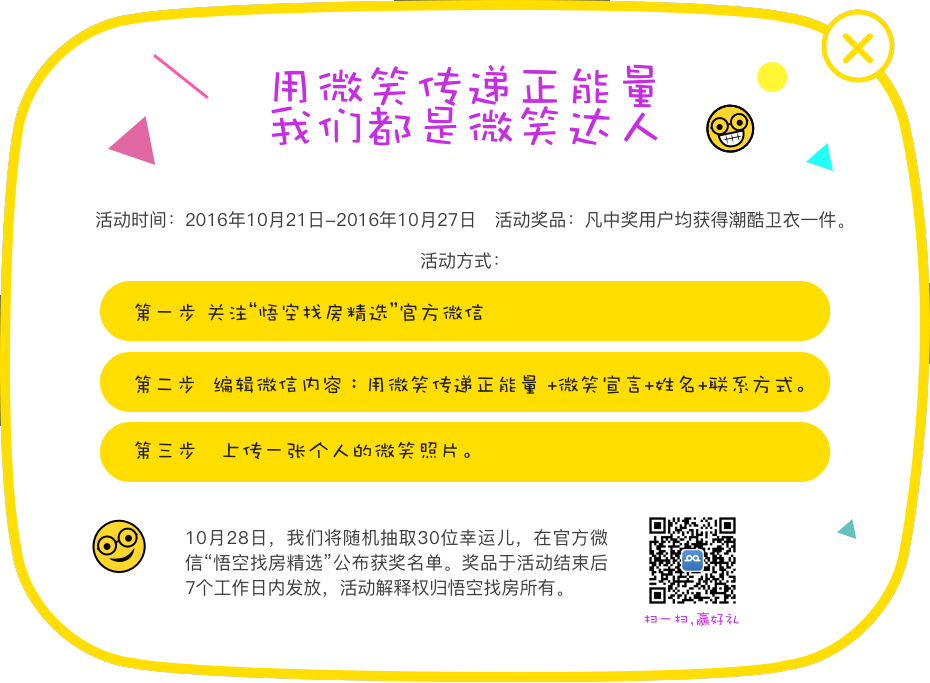 用微笑传递正能量
我们都是微笑达人
活动时间：2016年10月21日-2016年10月27日 活动奖品：凡中奖用户均获得潮酷卫衣一件。
活动方式：
第一步 关注“悟空找房精选”官方微信
第二步 编辑微信内容：用微笑传递正能量 +微笑宣言+姓名+联系方式。
第三步 上传一张个人的微笑照片。
10月28日，我们将随机抽取30位幸运儿，在官方微
信“悟空找房精选”公布获奖名单。奖品于活动结束后
7个工作日内发放，活动解释权归悟空找房所有。
扫一扫,赢好礼